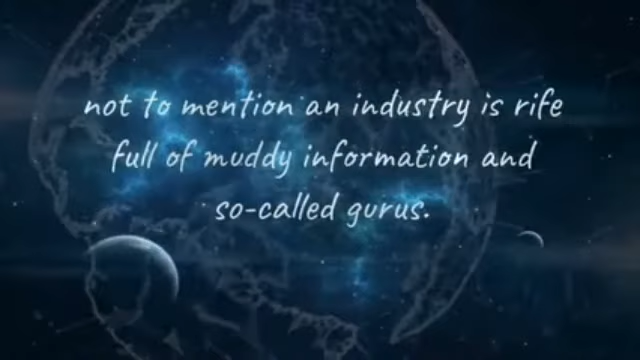 not to mention an industry is rife
full of muddy information and
so-called gurus.